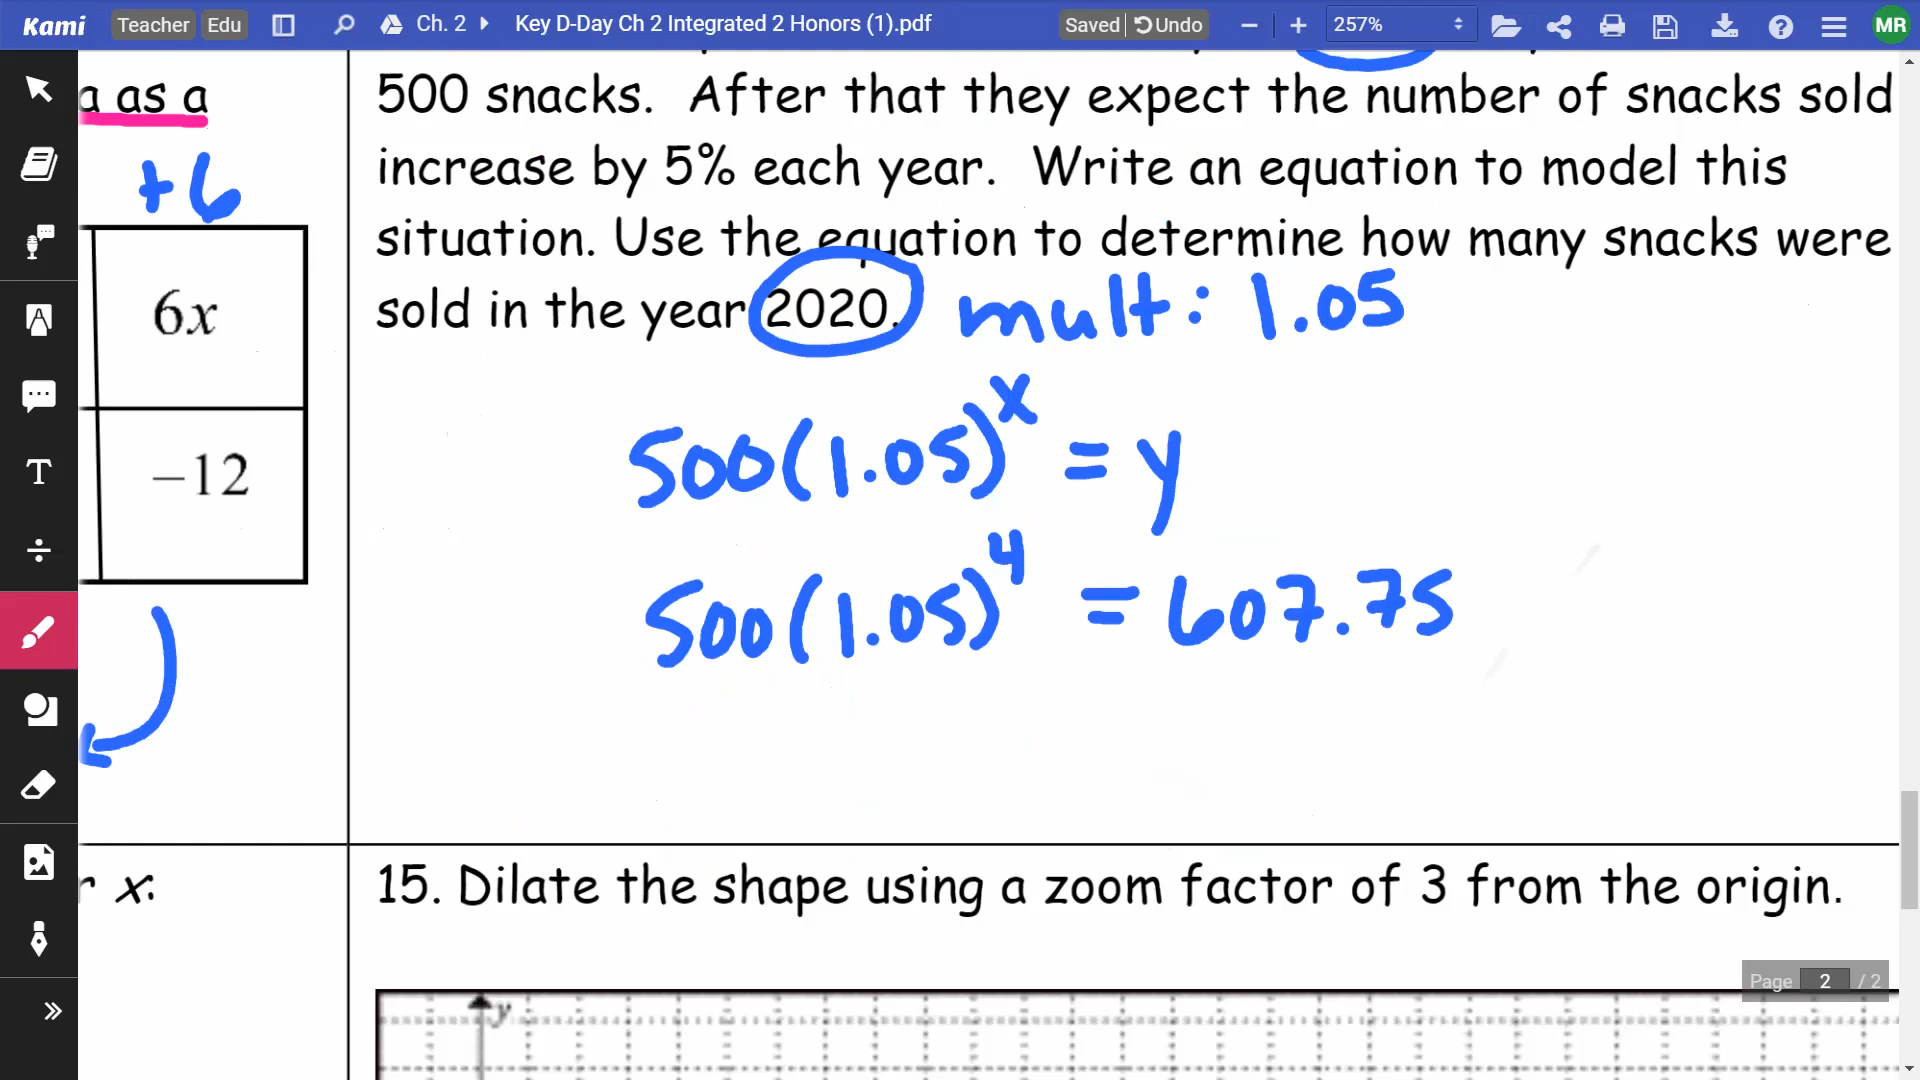 Kami Teacher Edu Ch. 2 Key D-Day Ch 2 Integrated 2 Honors (1).pdf Saved Undo 257% MR
a as a
+6
6x
−12
500 snacks. After that they expect the number of snacks sold
increase by 5% each year. Write an equation to model this
situation. Use the equation to determine how many snacks were
sold in the year 2020. mult: 1.05
500(1.05)^x = y
500(1.05)^4 = 607.75
x:
15. Dilate the shape using a zoom factor of 3 from the origin.
y
Page 2 / 2